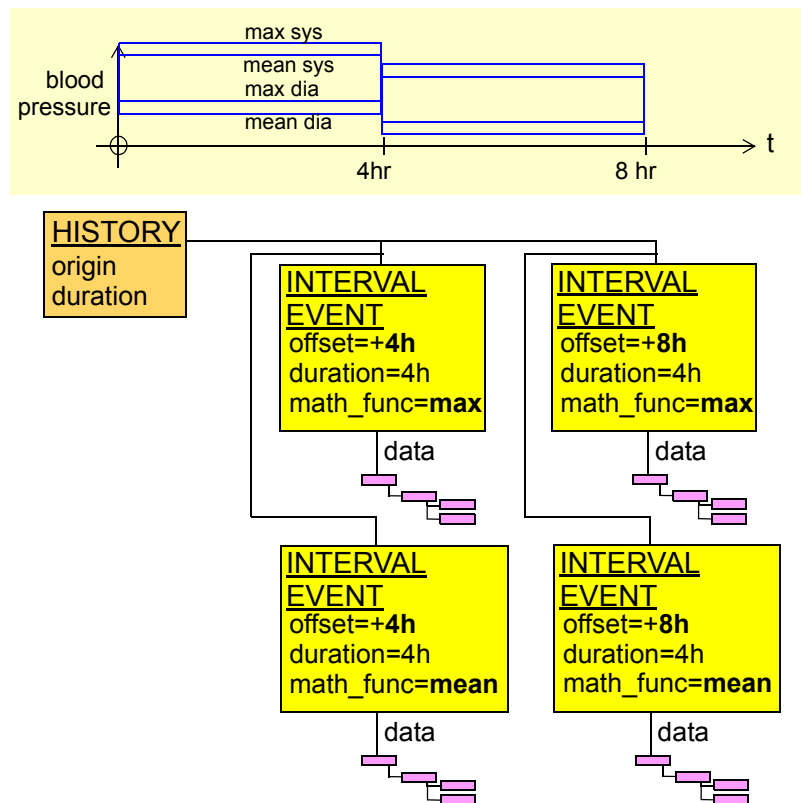 max sys
blood
pressure
mean sys
max dia
mean dia
t
4hr
8 hr
HISTORY
origin
duration
INTERVAL
EVENT
offset=+4h
duration=4h
math_func=max
data
INTERVAL
EVENT
offset=+8h
duration=4h
math_func=max
data
INTERVAL
EVENT
offset=+4h
duration=4h
math_func=mean
data
INTERVAL
EVENT
offset=+8h
duration=4h
math_func=mean
data